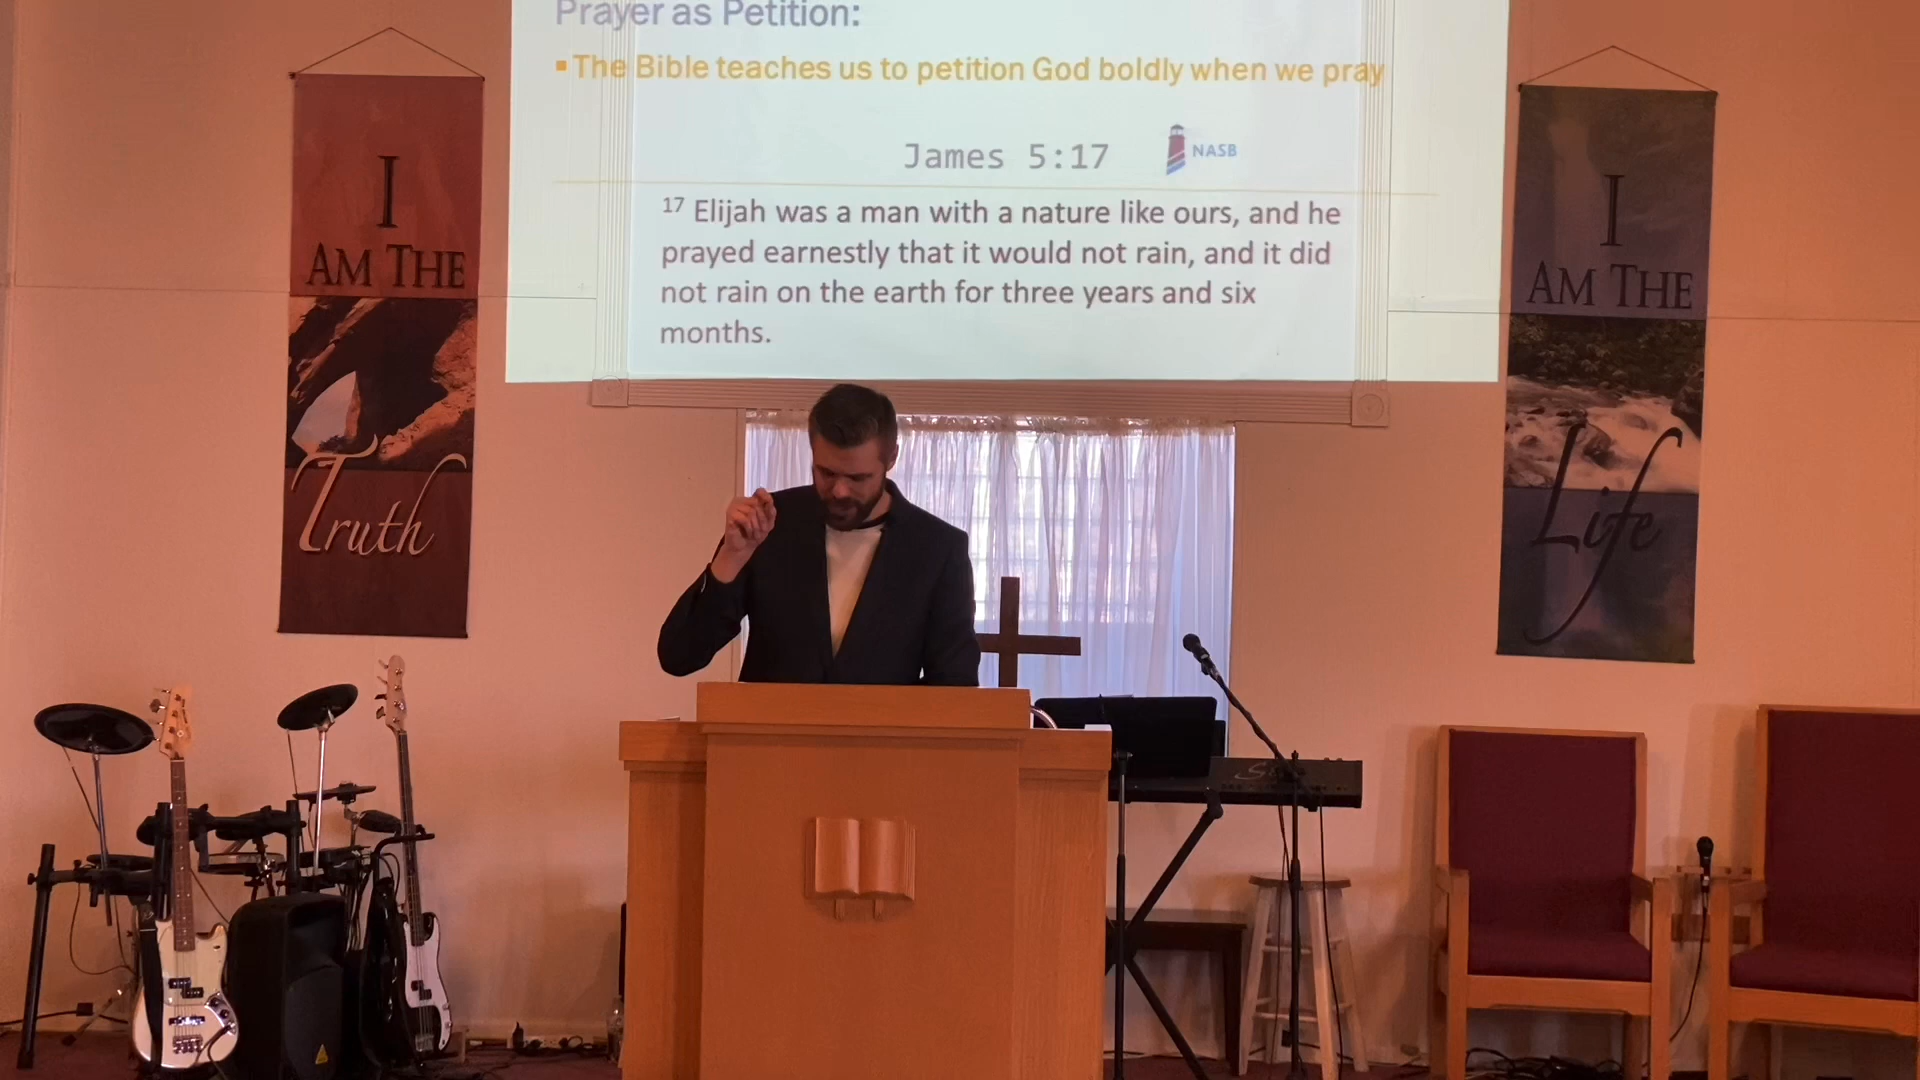 Prayer as Petition:
▪ The Bible teaches us to petition God boldly when we pray
James 5:17
NASB
17 Elijah was a man with a nature like ours, and he
prayed earnestly that it would not rain, and it did
not rain on the earth for three years and six
months.
I
AM THE
Truth
I
AM THE
Life